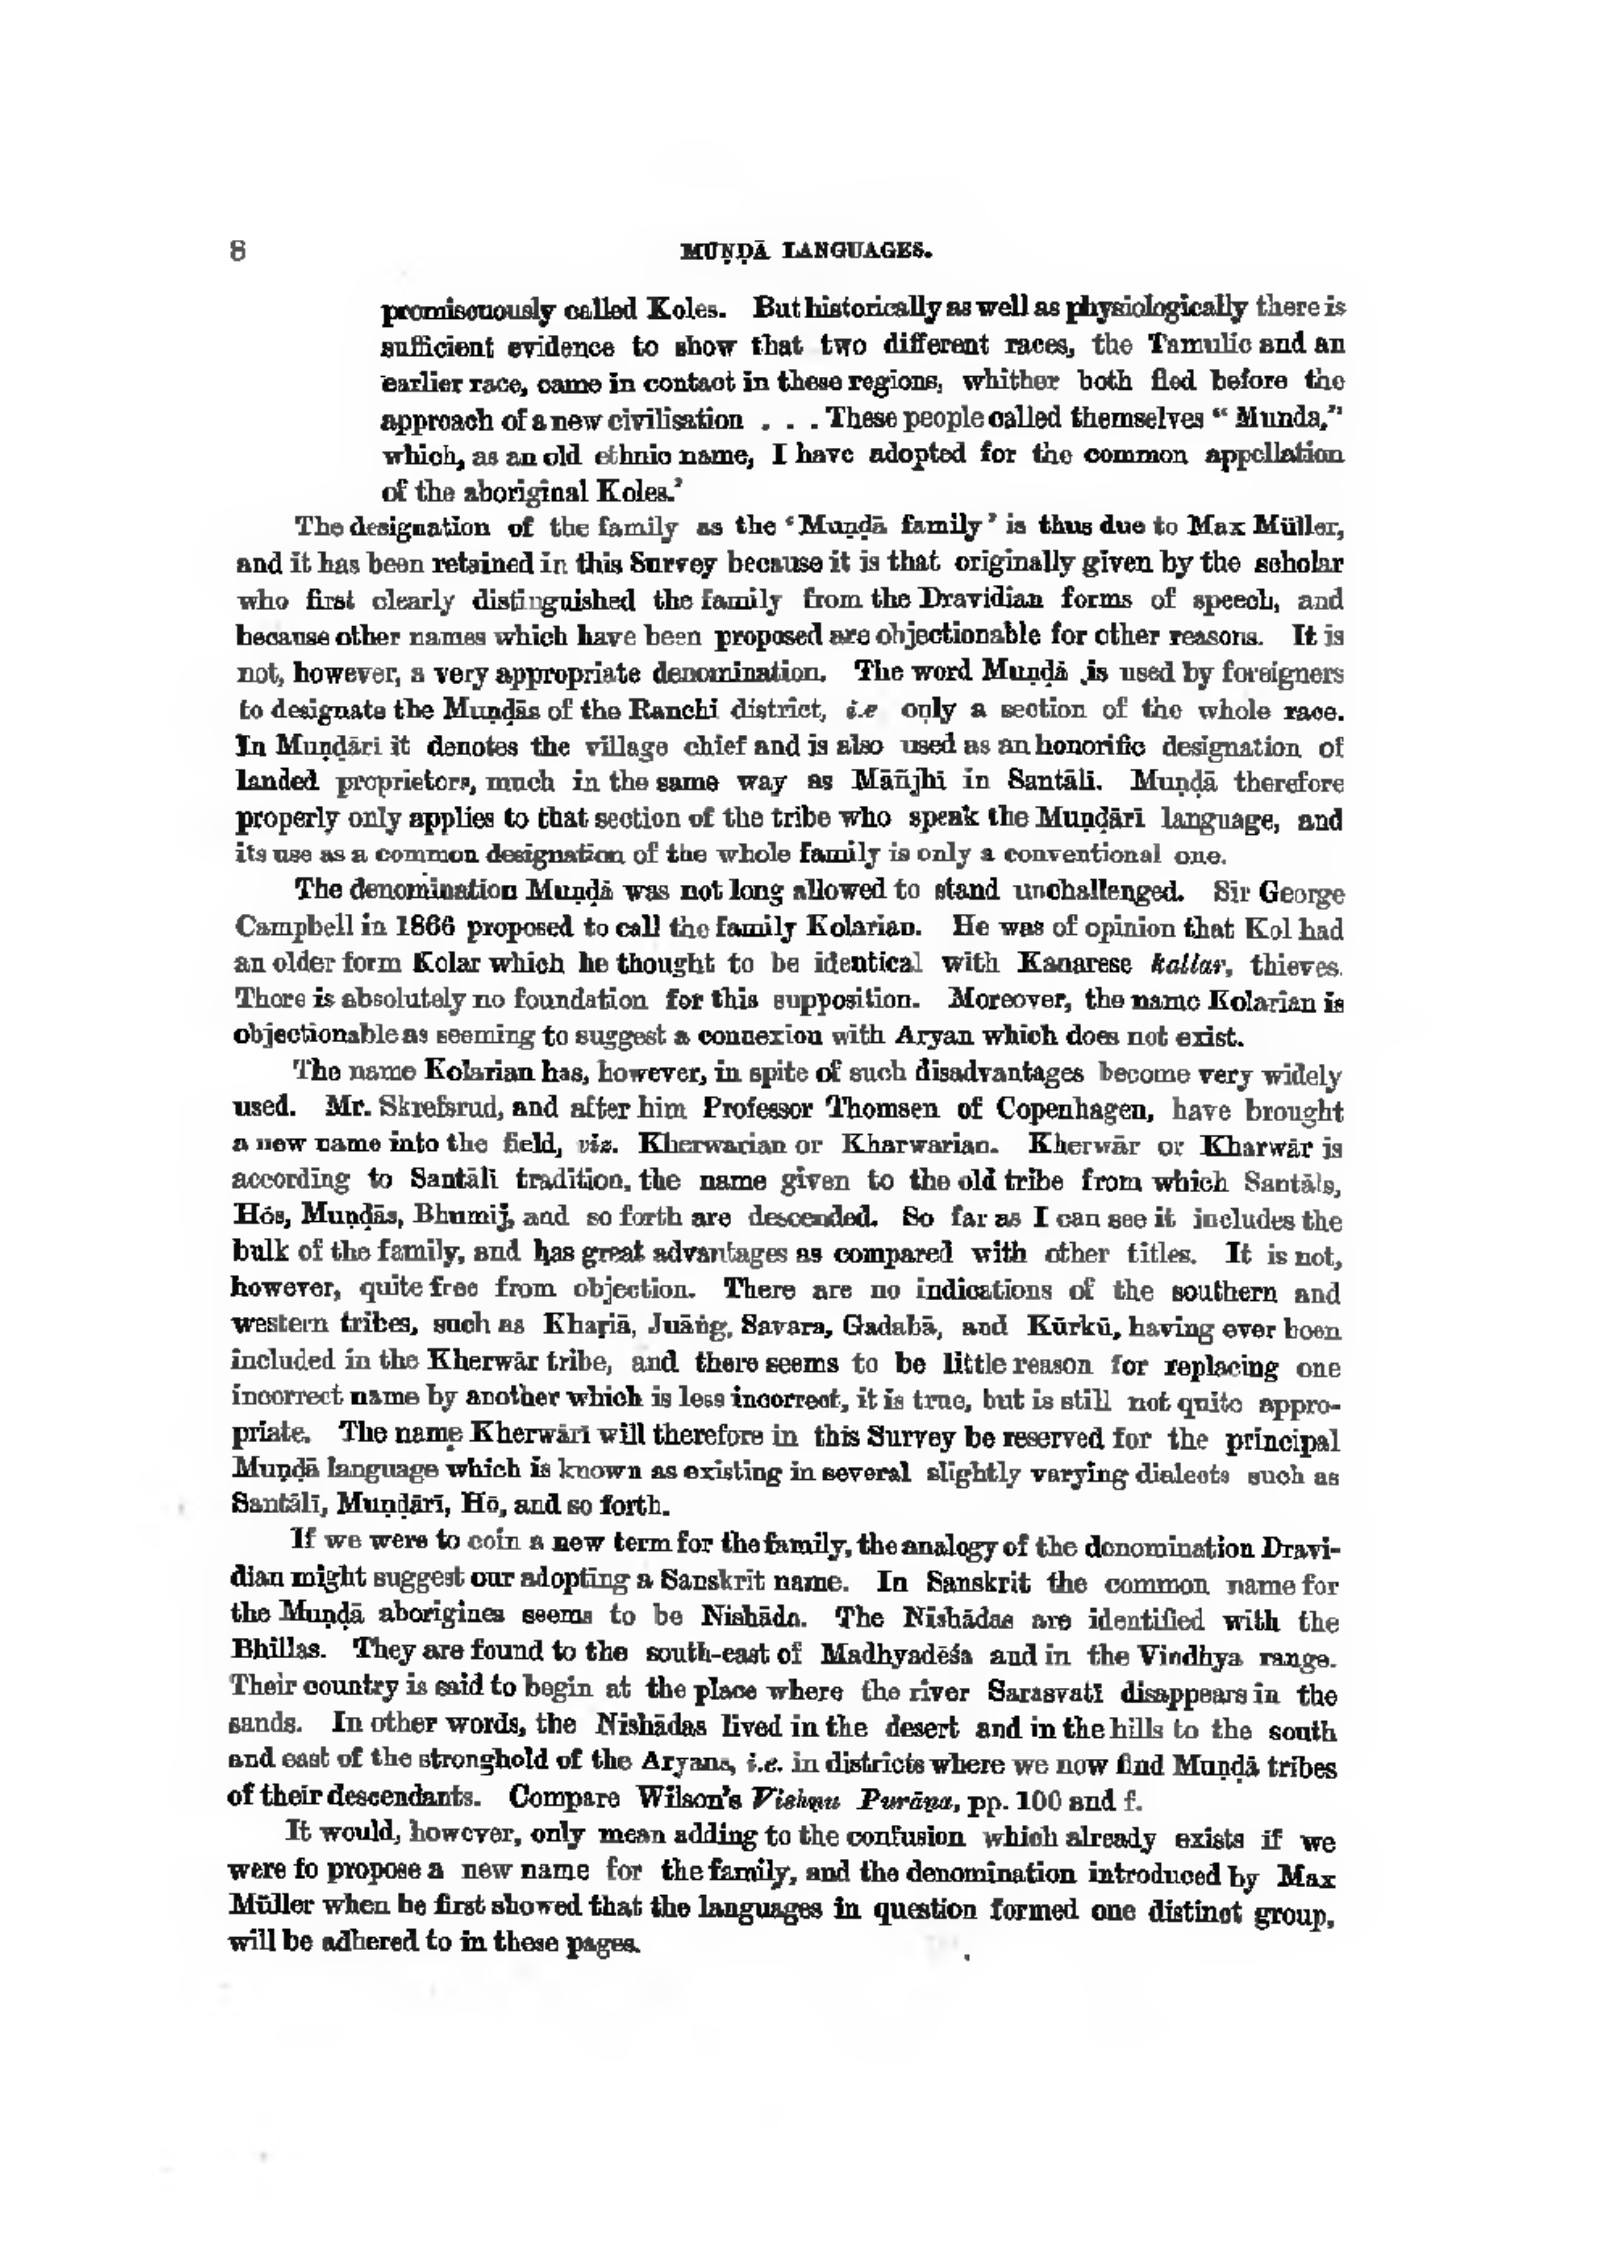 8 MUṆḌĀ LANGUAGES.
promiscuously called Koles. But historically as well as physiologically there is
sufficient evidence to show that two different races, the Tamulic and an
earlier race, came in contact in these regions, whither both fled before the
approach of a new civilisation . . . These people called themselves “ Munda,”
which, as an old ethnic name, I have adopted for the common appellation
of the aboriginal Koles.’
The designation of the family as the ‘ Muṇḍā family ’ is thus due to Max Müller,
and it has been retained in this Survey because it is that originally given by the scholar
who first clearly distinguished the family from the Dravidian forms of speech, and
because other names which have been proposed are objectionable for other reasons. It is
not, however, a very appropriate denomination. The word Muṇḍā is used by foreigners
to designate the Muṇḍās of the Ranchi district, i.e only a section of the whole race.
In Muṇḍārī it denotes the village chief and is also used as an honorific designation of
landed proprietors, much in the same way as Māñjhī in Santālī. Muṇḍā therefore
properly only applies to that section of the tribe who speak the Muṇḍārī language, and
its use as a common designation of the whole family is only a conventional one.
The denomination Muṇḍā was not long allowed to stand unchallenged. Sir George
Campbell in 1866 proposed to call the family Kolarian. He was of opinion that Kol had
an older form Kolar which he thought to be identical with Kanarese kallar, thieves.
There is absolutely no foundation for this supposition. Moreover, the name Kolarian is
objectionable as seeming to suggest a connexion with Aryan which does not exist.
The name Kolarian has, however, in spite of such disadvantages become very widely
used. Mr. Skrefsrud, and after him Professor Thomsen of Copenhagen, have brought
a new name into the field, viz. Kherwarian or Kharwarian. Kherwār or Kharwār is
according to Santālī tradition, the name given to the old tribe from which Santāls,
Hōs, Muṇḍās, Bhumij, and so forth are descended. So far as I can see it includes the
bulk of the family, and has great advantages as compared with other titles. It is not,
however, quite free from objection. There are no indications of the southern and
western tribes, such as Khaṛiā, Juāṅg, Savara, Gadabā, and Kūrkū, having ever been
included in the Kherwār tribe, and there seems to be little reason for replacing one
incorrect name by another which is less incorrect, it is true, but is still not quite appro-
priate. The name Kherwārī will therefore in this Survey be reserved for the principal
Muṇḍā language which is known as existing in several slightly varying dialects such as
Santālī, Muṇḍārī, Hō, and so forth.
If we were to coin a new term for the family, the analogy of the denomination Dravi-
dian might suggest our adopting a Sanskrit name. In Sanskrit the common name for
the Muṇḍā aborigines seems to be Nishāda. The Nishādas are identified with the
Bhillas. They are found to the south-east of Madhyadēśa and in the Vindhya range.
Their country is said to begin at the place where the river Sarasvatī disappears in the
sands. In other words, the Nishādas lived in the desert and in the hills to the south
and east of the stronghold of the Aryans, i.e. in districts where we now find Muṇḍā tribes
of their descendants. Compare Wilson’s Vishṇu Purāṇa, pp. 100 and f.
It would, however, only mean adding to the confusion which already exists if we
were to propose a new name for the family, and the denomination introduced by Max
Müller when he first showed that the languages in question formed one distinct group,
will be adhered to in these pages.